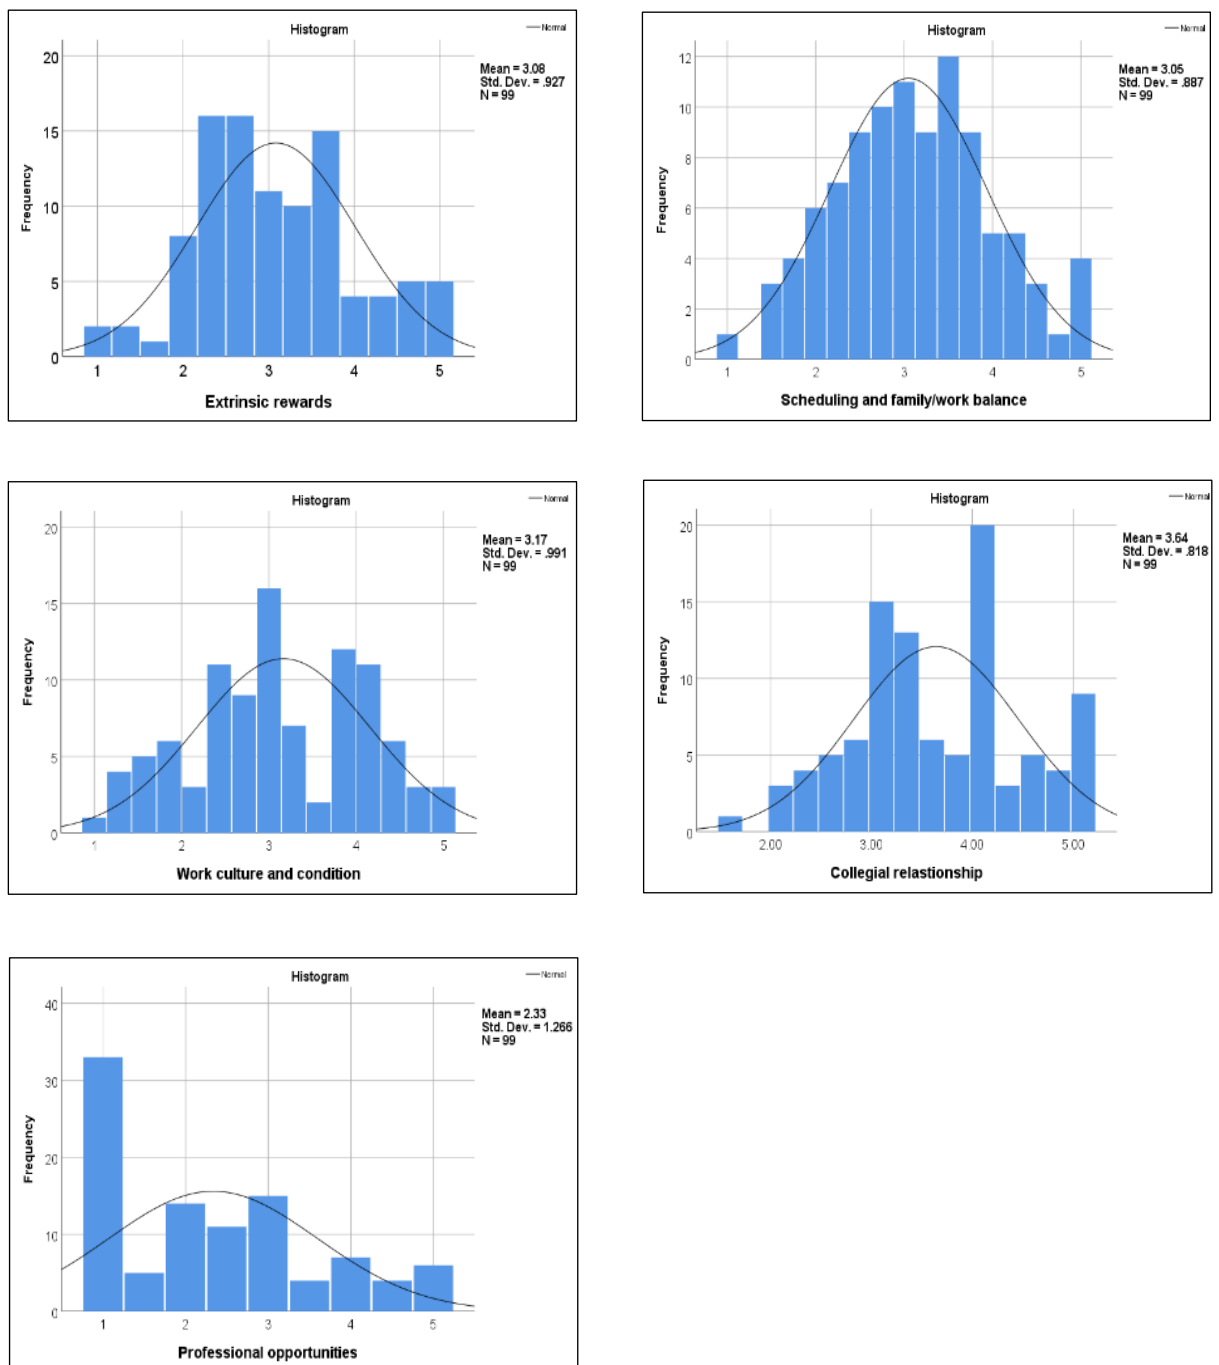 Histogram
Normal
Mean = 3.08
Std. Dev. = .927
N = 99
Frequency
20
15
10
5
0
1 2 3 4 5
Extrinsic rewards
Histogram
Normal
Mean = 3.05
Std. Dev. = .887
N = 99
Frequency
12
10
8
6
4
2
0
1 2 3 4 5
Scheduling and family/work balance
Histogram
Normal
Mean = 3.17
Std. Dev. = .991
N = 99
Frequency
20
15
10
5
0
1 2 3 4 5
Work culture and condition
Histogram
Normal
Mean = 3.64
Std. Dev. = .818
N = 99
Frequency
20
15
10
5
0
2.00 3.00 4.00 5.00
Collegial relastionship
Histogram
Normal
Mean = 2.33
Std. Dev. = 1.266
N = 99
Frequency
40
30
20
10
0
1 2 3 4 5
Professional opportunities